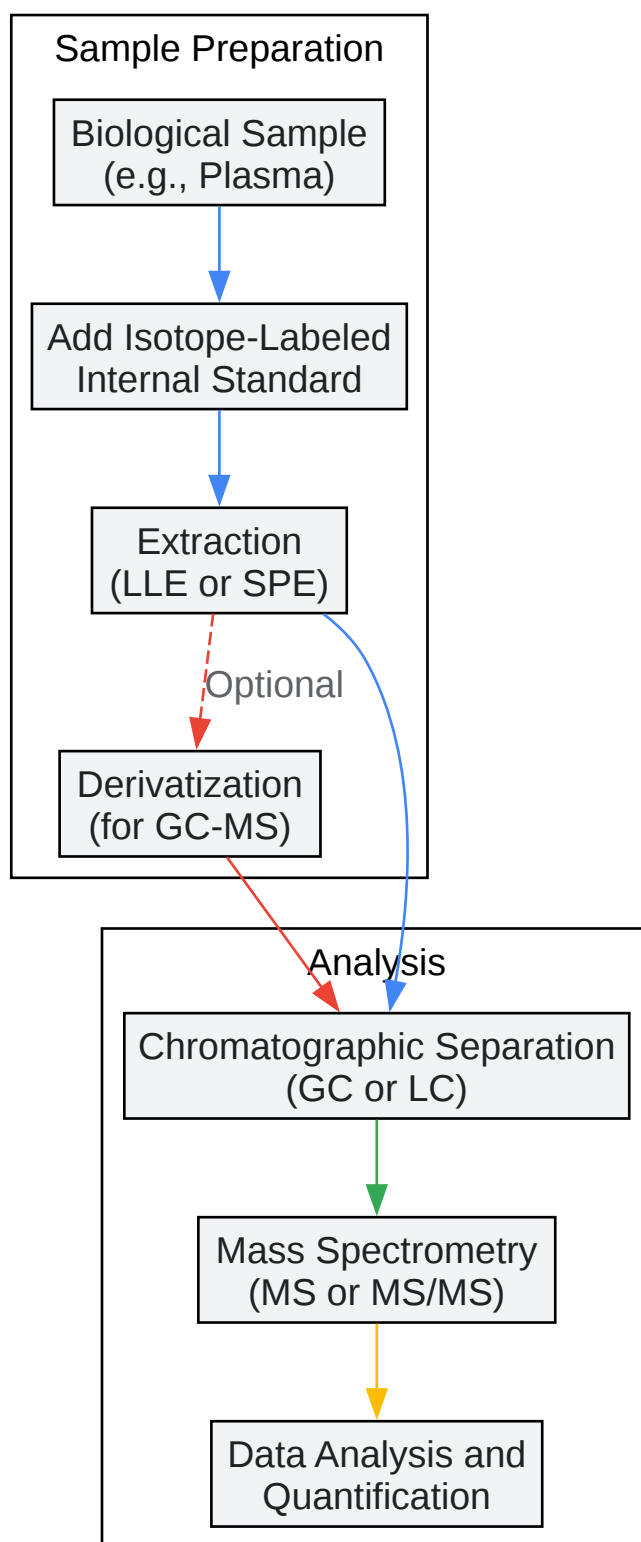 Sample Preparation
Biological Sample
(e.g., Plasma)
Add Isotope-Labeled
Internal Standard
Extraction
(LLE or SPE)
Optional
Derivatization
(for GC-MS)
Analysis
Chromatographic Separation
(GC or LC)
Mass Spectrometry
(MS or MS/MS)
Data Analysis and
Quantification